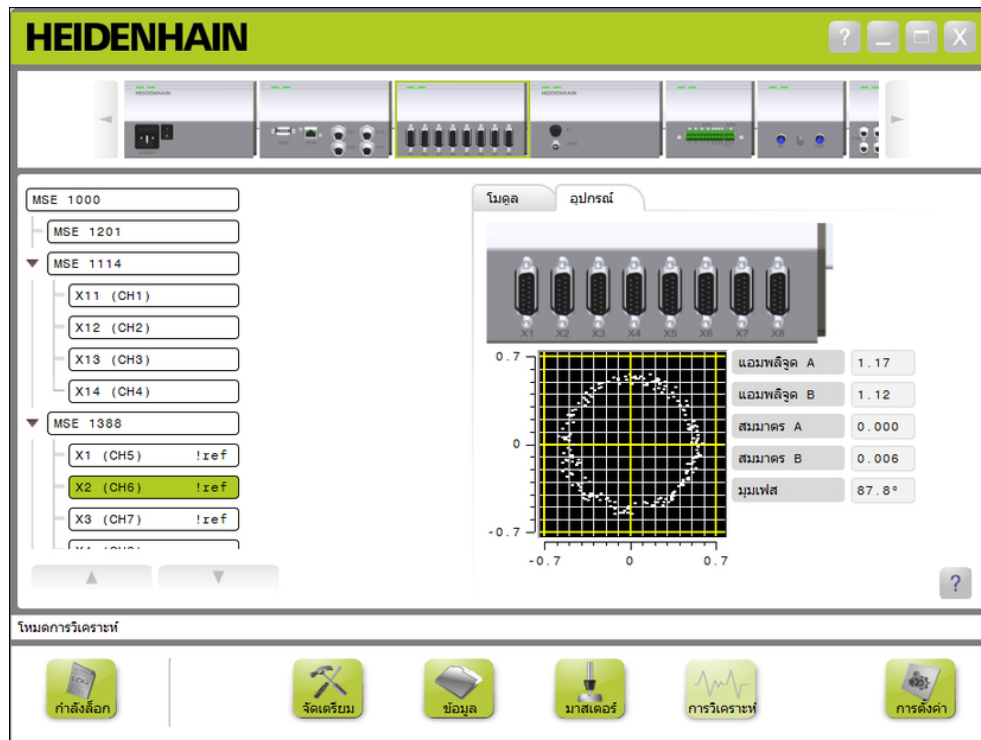 HEIDENHAIN
?
X
HEIDENHAIN
HEIDENHAIN
MSE 1000
MSE 1201
MSE 1114
X11 (CH1)
X12 (CH2)
X13 (CH3)
X14 (CH4)
MSE 1388
X1 (CH5) !ref
X2 (CH6) !ref
X3 (CH7) !ref
โมดูล อุปกรณ์
X1 X2 X3 X4 X5 X6 X7 X8
0.7
0
-0.7
-0.7 0 0.7
แอมพลิจูด A 1.17
แอมพลิจูด B 1.12
สมมาตร A 0.000
สมมาตร B 0.006
มุมเฟส 87.8°
?
โหมดการวิเคราะห์
LOG
กำลังล็อก
จัดเตรียม
ข้อมูล
มาสเตอร์
การวิเคราะห์
การตั้งค่า